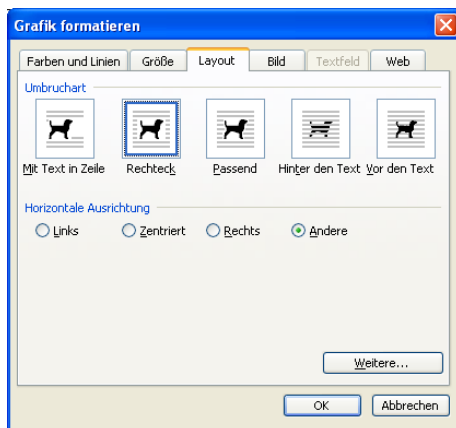 Grafik formatieren
Farben und Linien Größe Layout Bild Textfeld Web
Umbruchart
Mit Text in Zeile Rechteck Passend Hinter den Text Vor den Text
Horizontale Ausrichtung
Links Zentriert Rechts Andere
Weitere...
OK Abbrechen